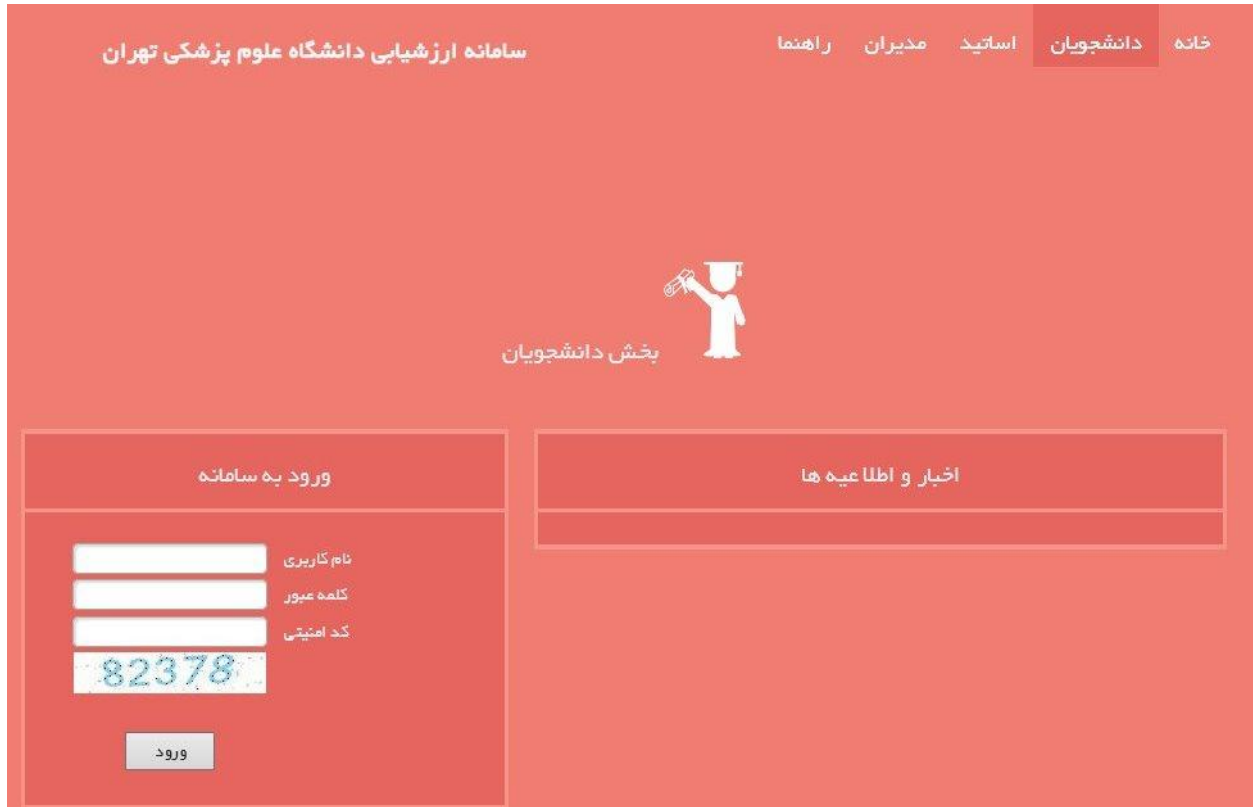 خانه دانشجویان اساتید مدیران راهنما
سامانه ارزشیابی دانشگاه علوم پزشکی تهران
بخش دانشجویان
اخبار و اطلاعیه ها
ورود به سامانه
نام کاربری
کلمه عبور
کد امنیتی
82378
ورود